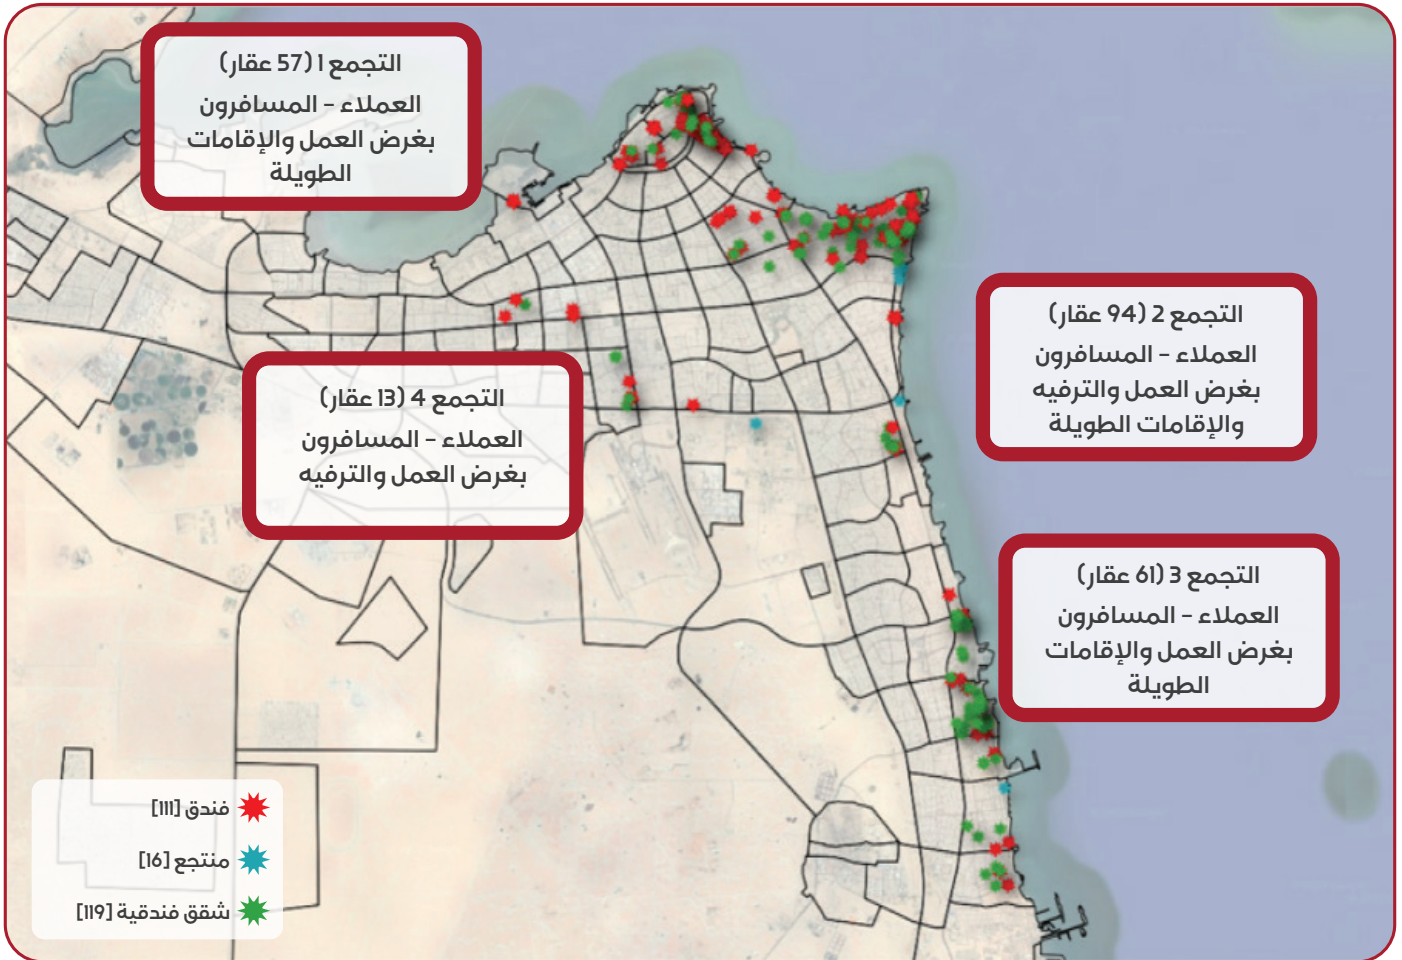 التجمع 1 (57 عقار)
العملاء – المسافرون
بغرض العمل والإقامات
الطويلة
التجمع 2 (94 عقار)
العملاء – المسافرون
بغرض العمل والترفيه
والإقامات الطويلة
التجمع 4 (13 عقار)
العملاء – المسافرون
بغرض العمل والترفيه
التجمع 3 (61 عقار)
العملاء – المسافرون
بغرض العمل والإقامات
الطويلة
فندق [111]
منتجع [16]
شقق فندقية [119]